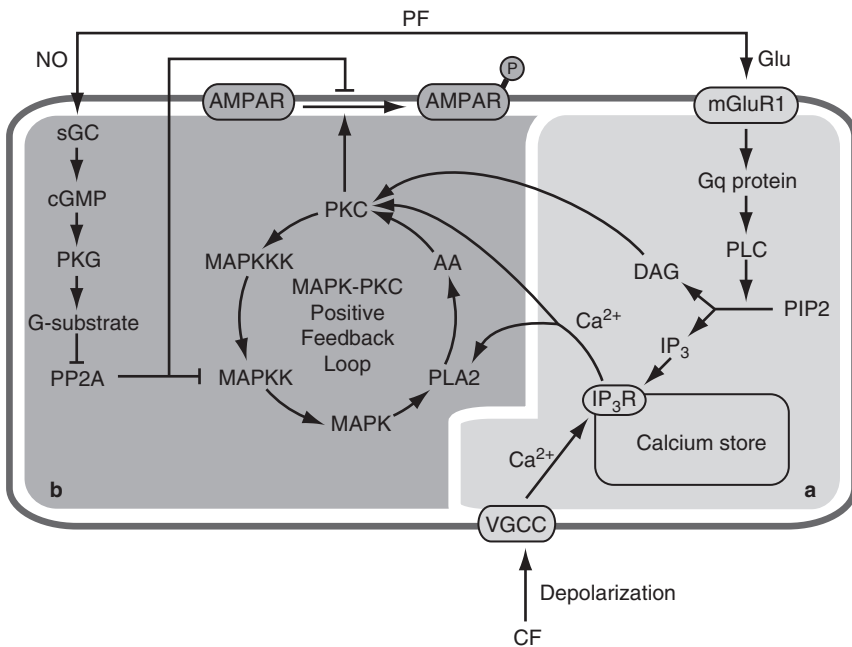 PF
NO
Glu
P
AMPAR
AMPAR
mGluR1
sGC
Gq protein
cGMP
PKC
PLC
PKG
MAPKKK
AA
DAG
MAPK-PKC
Positive
Feedback
Loop
PIP2
G-substrate
Ca2+
IP3
PP2A
MAPKK
PLA2
IP3R
MAPK
Calcium store
Ca2+
b
a
VGCC
Depolarization
CF